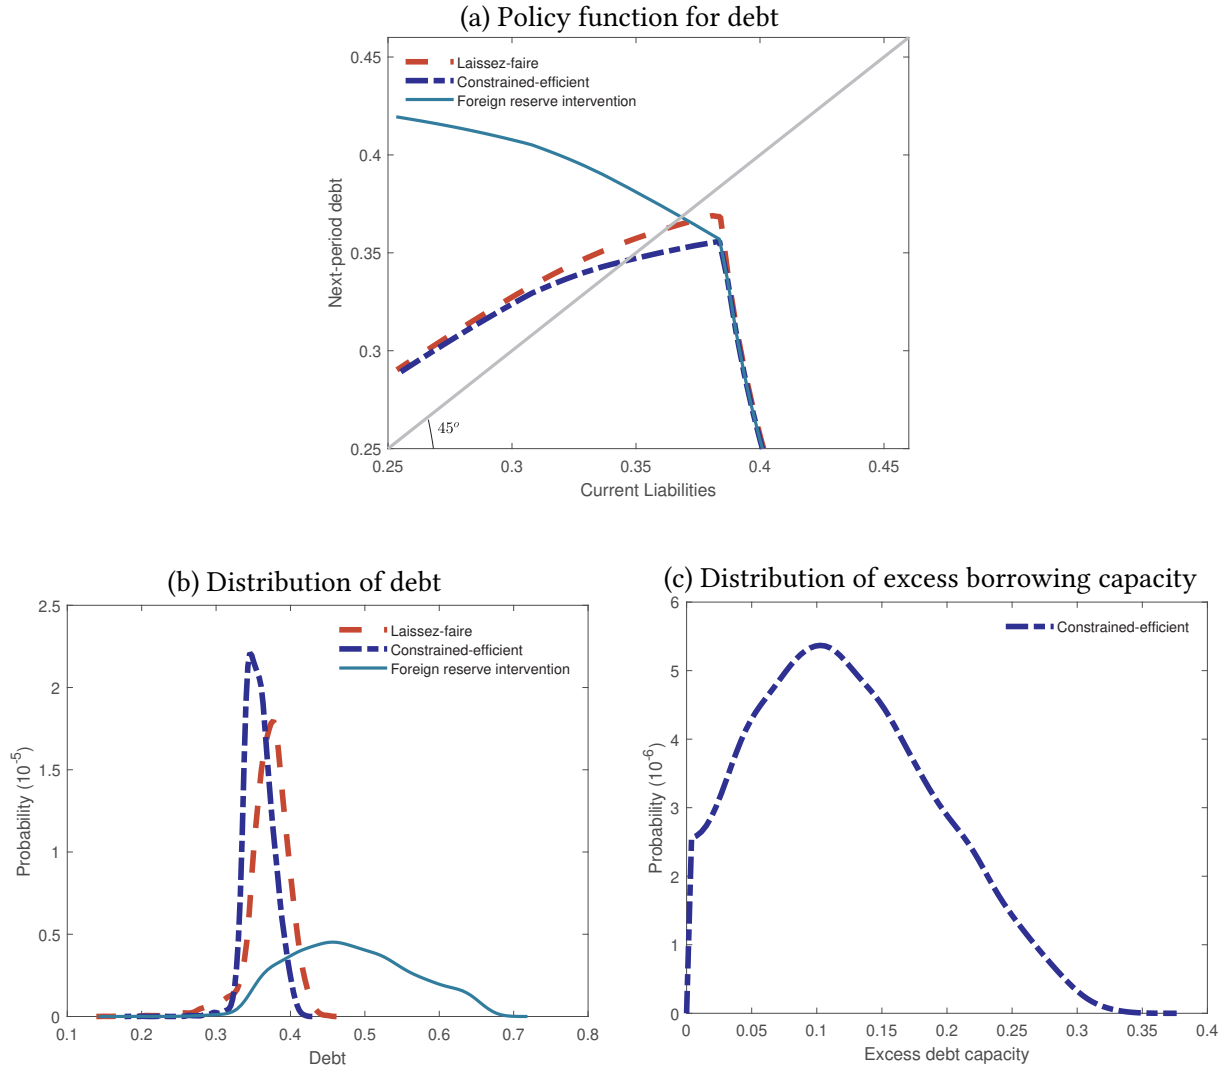 (a) Policy function for debt
Laissez-faire
Constrained-efficient
Foreign reserve intervention
Next-period debt
0.45
0.4
0.35
0.3
0.25
45°
0.25
0.3
0.35
0.4
0.45
Current Liabilities
(b) Distribution of debt
Laissez-faire
Constrained-efficient
Foreign reserve intervention
Probability (10-5)
2.5
2
1.5
1
0.5
0
0.1
0.2
0.3
0.4
0.5
0.6
0.7
0.8
Debt
(c) Distribution of excess borrowing capacity
Constrained-efficient
Probability (10-6)
6
5
4
3
2
1
0
0
0.05
0.1
0.15
0.2
0.25
0.3
0.35
0.4
Excess debt capacity